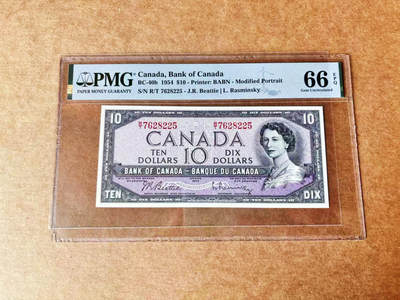 PMG
PAPER MONEY GUARANTY
Canada, Bank of Canada
BC-40b 1954 $10 - Printer: BABN - Modified Portrait
S/N R/T 7628225 - J.R. Beattie | L. Rasminsky
66 EPQ
Gem Uncirculated
10
10
R/T 7628225
R/T 7628225
CANADA
TEN
DOLLARS
10
DIX
DOLLARS
BANK OF CANADA - BANQUE DU CANADA
TEN
DIX